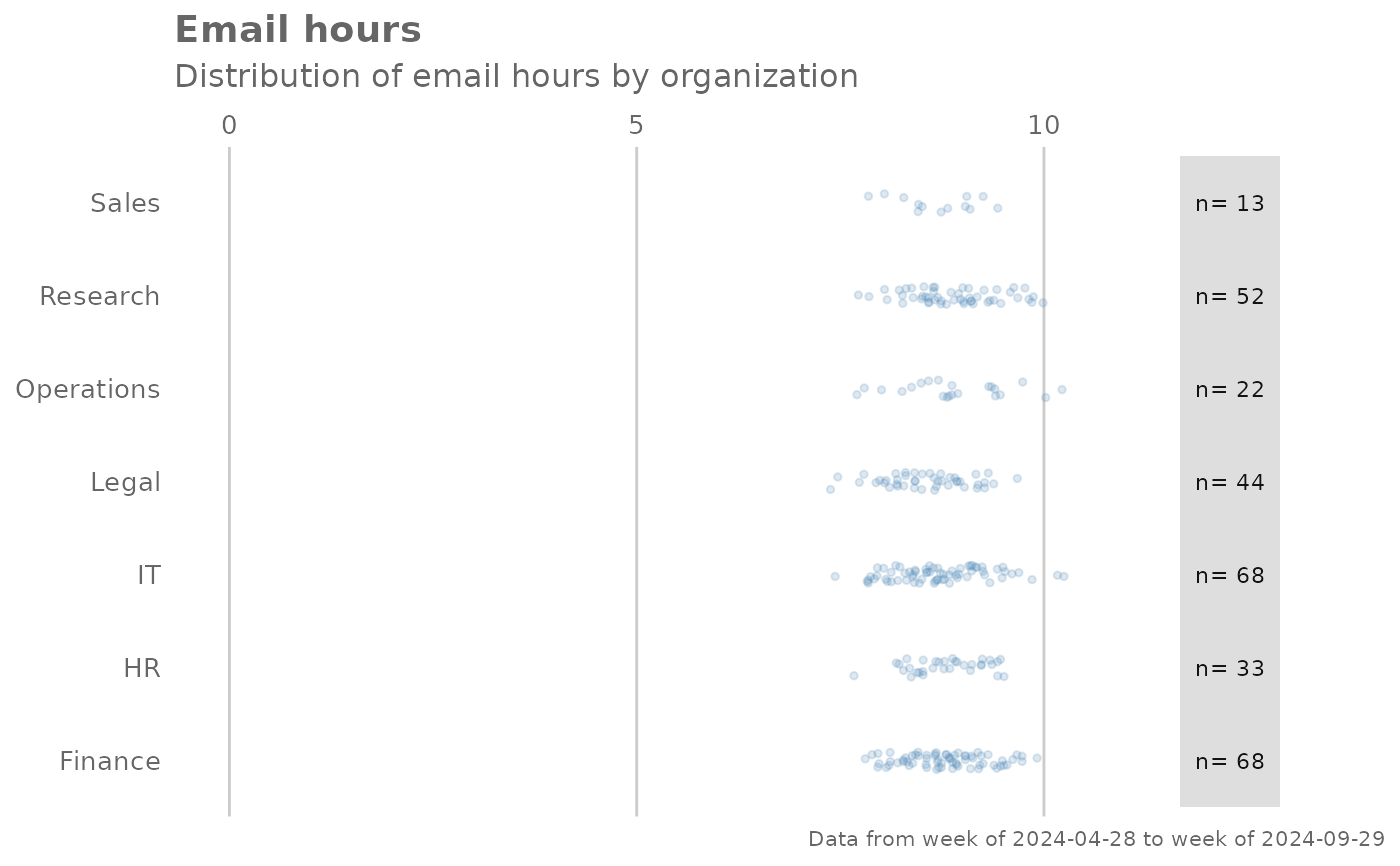 Email hours
Distribution of email hours by organization
0 5 10
Sales n= 13
Research n= 52
Operations n= 22
Legal n= 44
IT n= 68
HR n= 33
Finance n= 68
Data from week of 2024-04-28 to week of 2024-09-29